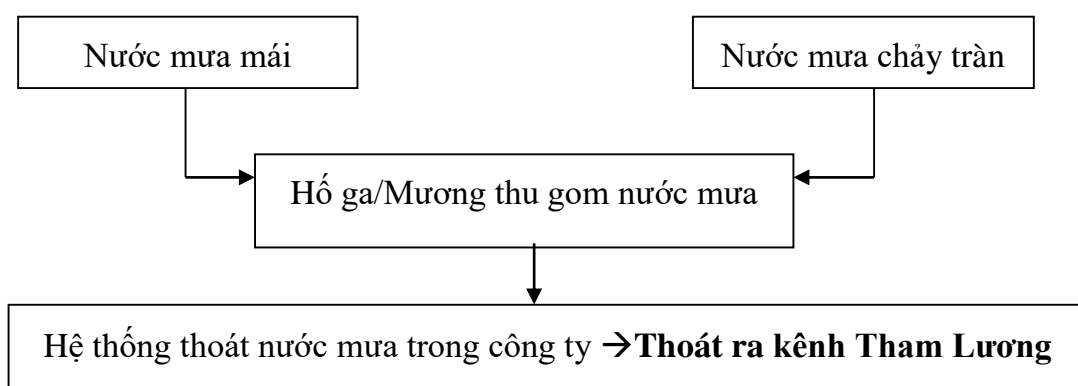 Nước mưa mái
Nước mưa chảy tràn
Hố ga/Mương thu gom nước mưa
Hệ thống thoát nước mưa trong công ty →Thoát ra kênh Tham Lương